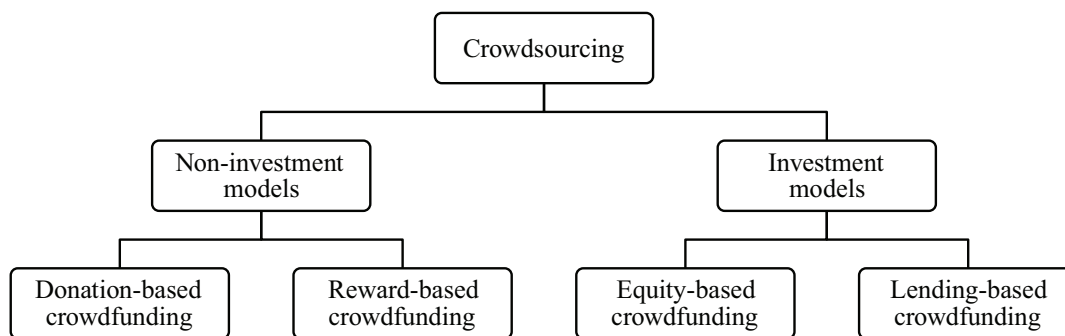 Crowdsourcing
Non-investment
models
Investment
models
Donation-based
crowdfunding
Reward-based
crowdfunding
Equity-based
crowdfunding
Lending-based
crowdfunding